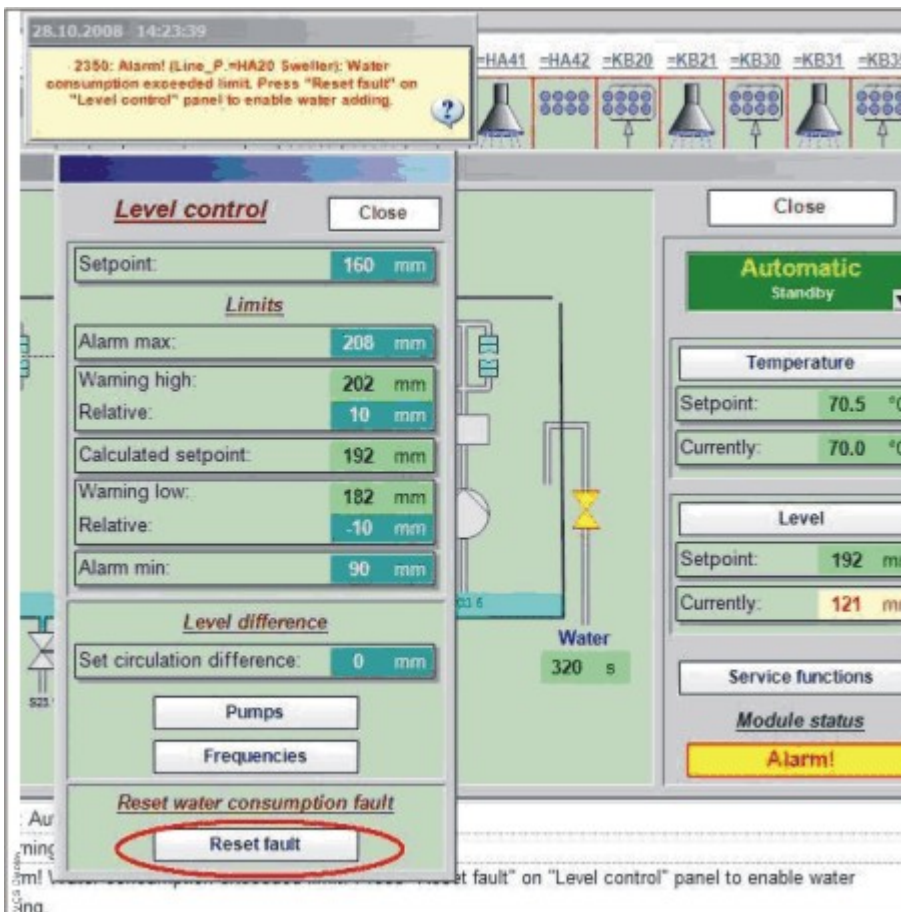 28.10.2008 14:23:39
2350: Alarm! (Line_P.=HA20 Sweller): Water
consumption exceeded limit. Press "Reset fault" on
"Level control" panel to enable water adding.
=HA41 =HA42 =KB20 =KB21 =KB30 =KB31
Level control
Close
Setpoint: 160 mm
Limits
Alarm max: 208 mm
Warning high: 202 mm
Relative: 10 mm
Calculated setpoint: 192 mm
Warning low: 182 mm
Relative: -10 mm
Alarm min: 90 mm
Level difference
Set circulation difference: 0 mm
Pumps
Frequencies
Reset water consumption fault
Reset fault
Water
320 s
Close
Automatic
Standby
Temperature
Setpoint: 70.5
Currently: 70.0
Level
Setpoint: 192
Currently: 121
Service functions
Module status
Alarm!
fault" on "Level control" panel to enable water